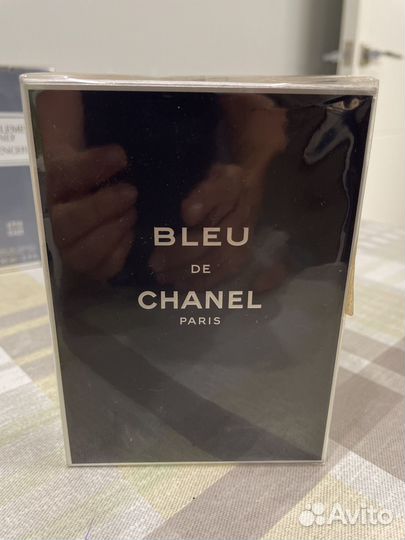 BLEU
DE
CHANEL
PARIS
Avito